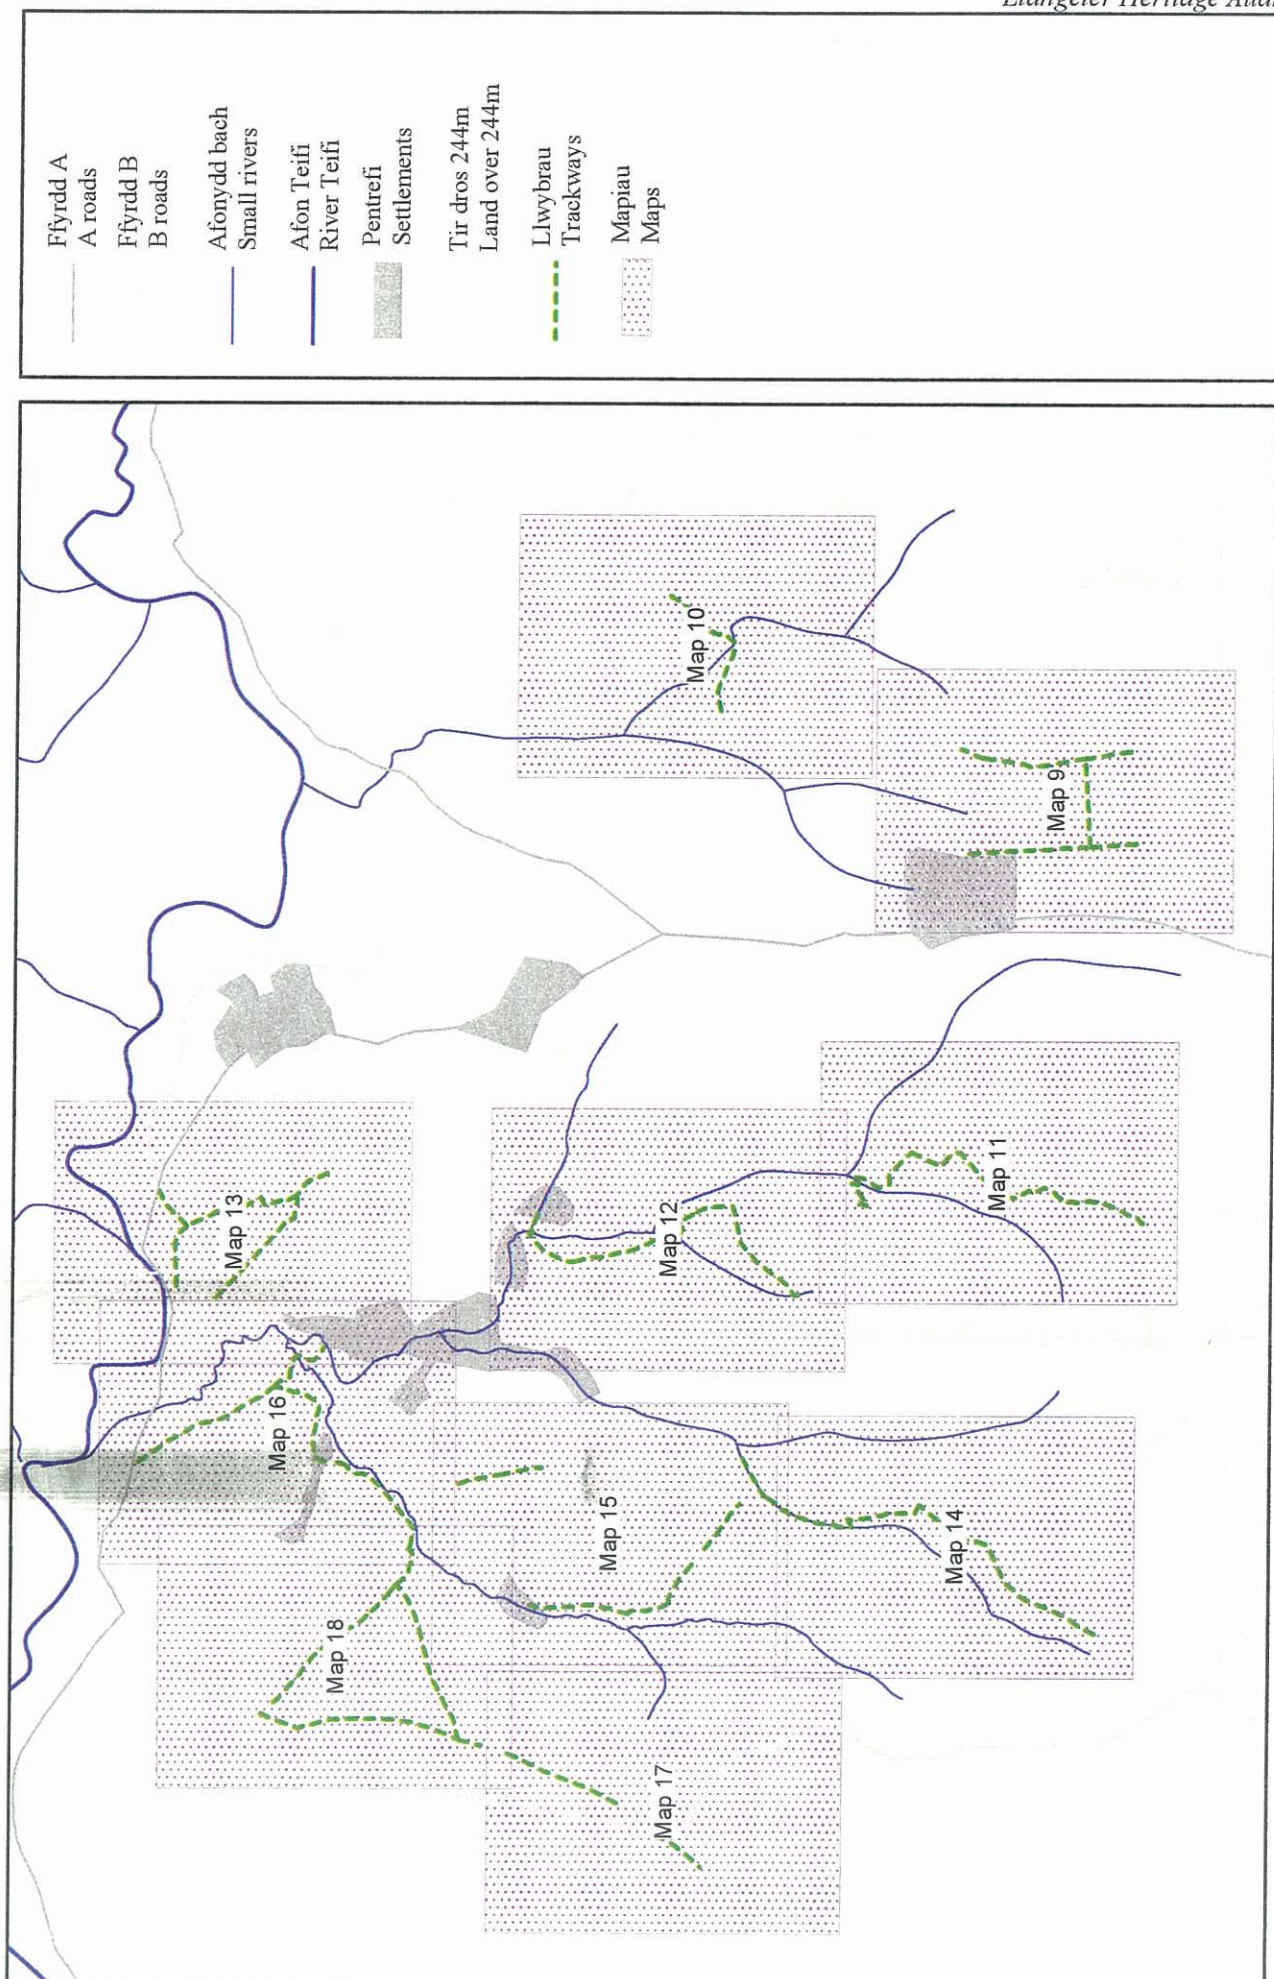 Llangeler Heritage Audit
Ffyrdd A
A roads
Ffyrdd B
B roads
Afonydd bach
Small rivers
Afon Teifi
River Teifi
Pentrefi
Settlements
Tir dros 244m
Land over 244m
Llwybrau
Trackways
Mapiau
Maps
Map 10
Map 9
Map 13
Map 12
Map 11
Map 16
Map 15
Map 14
Map 18
Map 17